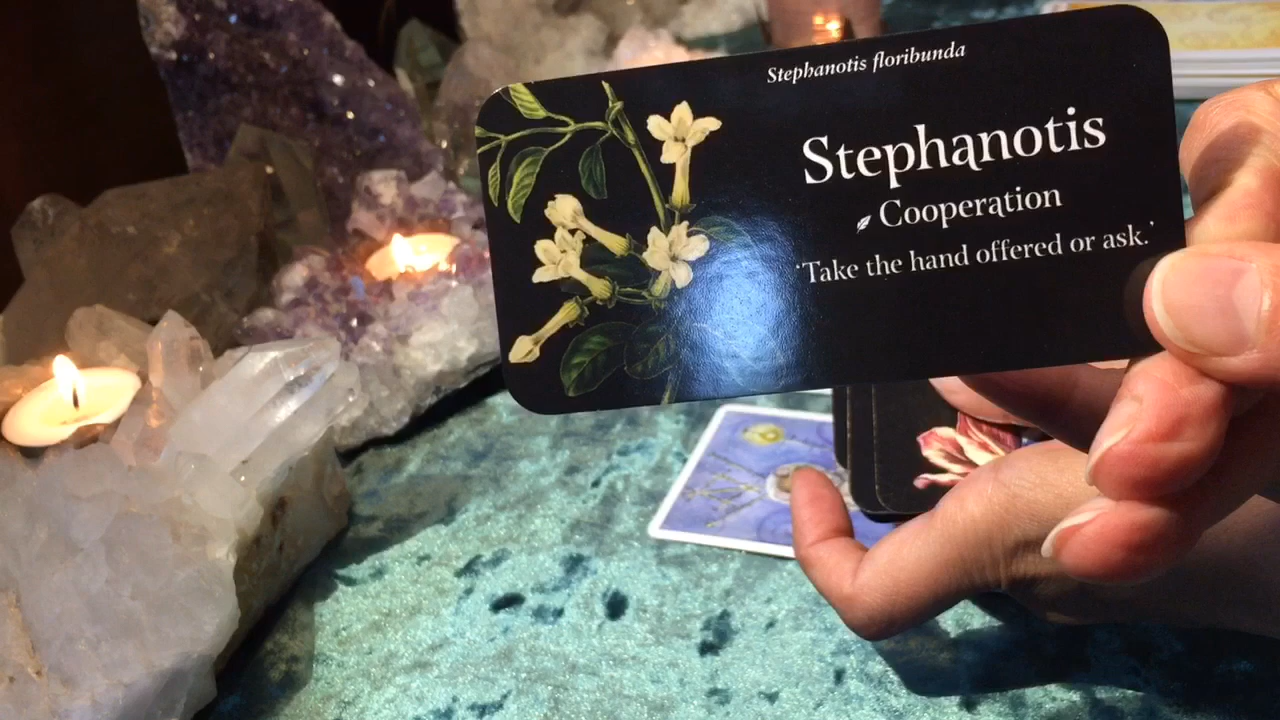 Stephanotis floribunda
Stephanotis
Cooperation
‘Take the hand offered or ask.’